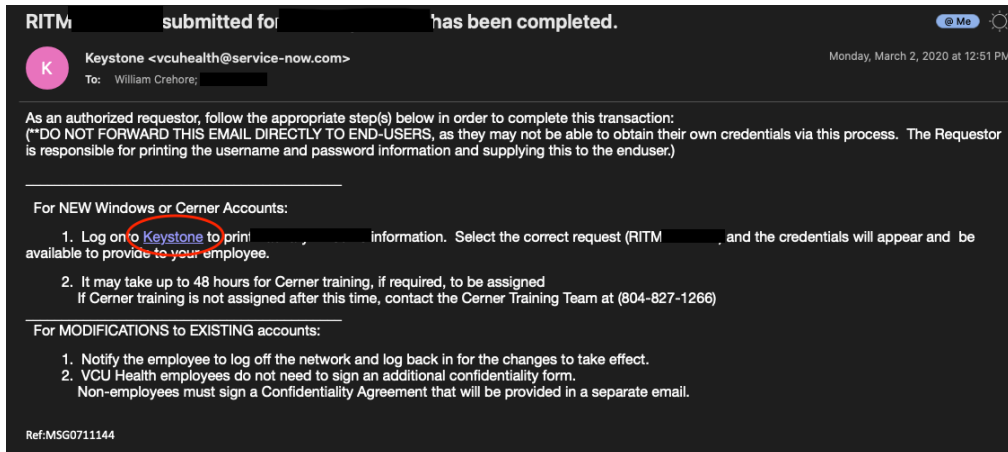 RITM submitted for has been completed.
@ Me
K
Keystone <vcuhealth@service-now.com>
Monday, March 2, 2020 at 12:51 PM
To: William Crehore;
As an authorized requestor, follow the appropriate step(s) below in order to complete this transaction:
(**DO NOT FORWARD THIS EMAIL DIRECTLY TO END-USERS, as they may not be able to obtain their own credentials via this process. The Requestor
is responsible for printing the username and password information and supplying this to the enduser.)
For NEW Windows or Cerner Accounts:
1. Log onto Keystone to print information. Select the correct request (RITM , and the credentials will appear and be
available to provide to your employee.
2. It may take up to 48 hours for Cerner training, if required, to be assigned
If Cerner training is not assigned after this time, contact the Cerner Training Team at (804-827-1266)
For MODIFICATIONS to EXISTING accounts:
1. Notify the employee to log off the network and log back in for the changes to take effect.
2. VCU Health employees do not need to sign an additional confidentiality form.
Non-employees must sign a Confidentiality Agreement that will be provided in a separate email.
Ref:MSG0711144